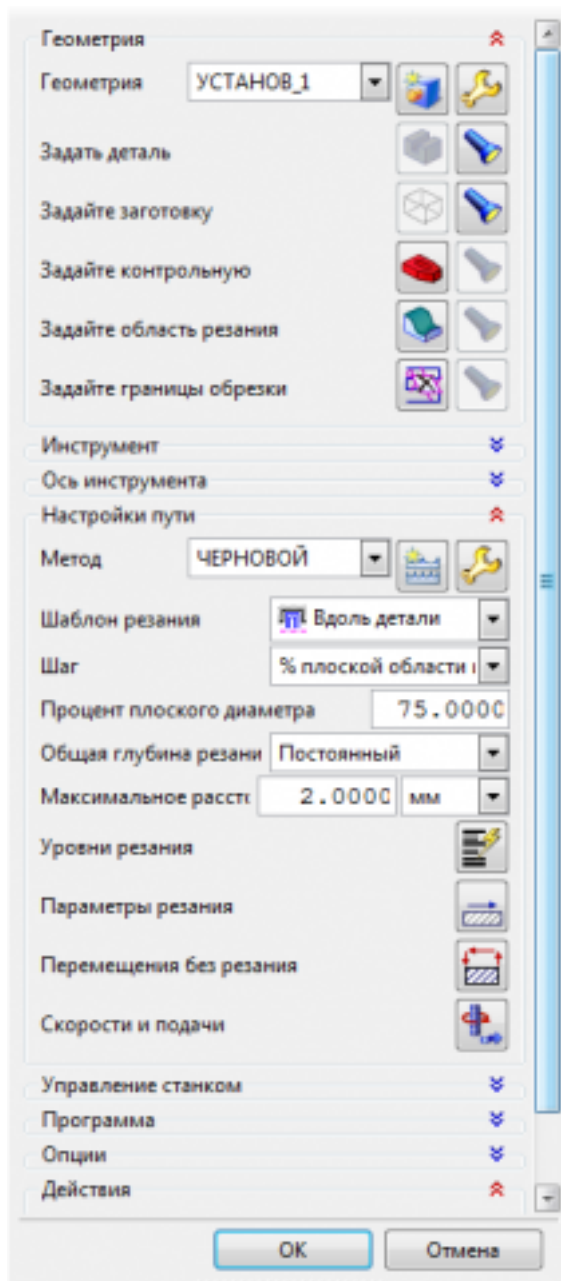 Геометрия
Геометрия УСТАНОВ_1
Задать деталь
Задайте заготовку
Задайте контрольную
Задайте область резания
Задайте границы обрезки
Инструмент
Ось инструмента
Настройки пути
Метод ЧЕРНОВОЙ
Шаблон резания Вдоль детали
Шаг % плоской области
Процент плоского диаметра 75.0000
Общая глубина резани Постоянный
Максимальное расст 2.0000 мм
Уровни резания
Параметры резания
Перемещения без резания
Скорости и подачи
Управление станком
Программа
Опции
Действия
OK Отмена